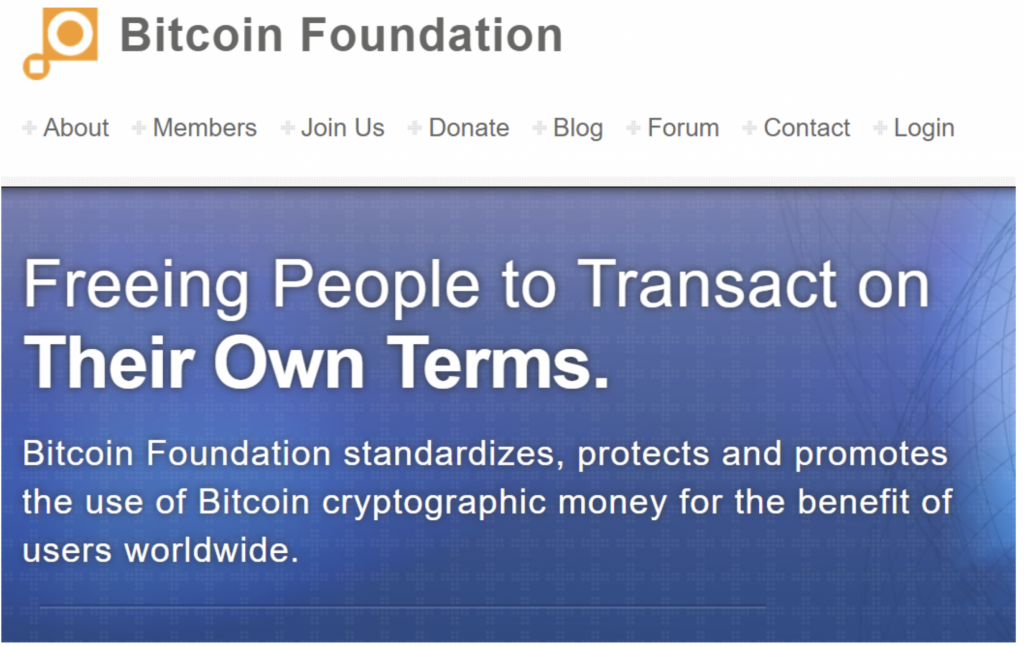 Bitcoin Foundation
About Members Join Us Donate Blog Forum Contact Login
Freeing People to Transact on
Their Own Terms.
Bitcoin Foundation standardizes, protects and promotes
the use of Bitcoin cryptographic money for the benefit of
users worldwide.